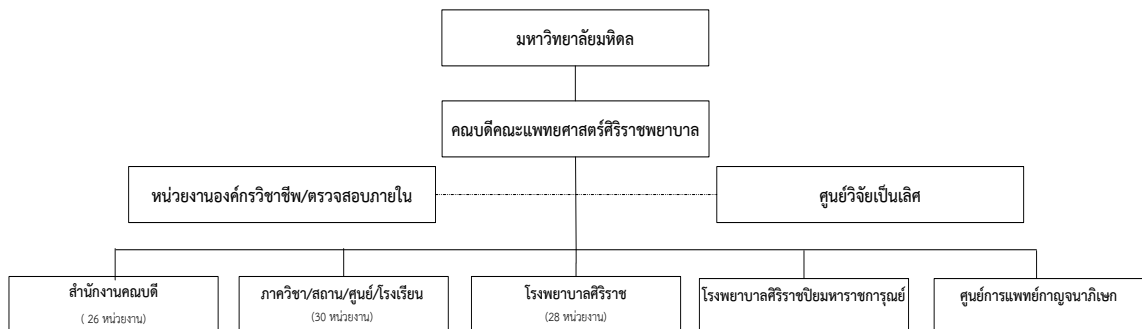 มหาวิทยาลัยมหิดล
คณบดีคณะแพทยศาสตร์ศิริราชพยาบาล
หน่วยงานองค์กรวิชาชีพ/ตรวจสอบภายใน
ศูนย์วิจัยเป็นเลิศ
สำนักงานคณบดี
( 26 หน่วยงาน)
ภาควิชา/สถาน/ศูนย์/โรงเรียน
(30 หน่วยงาน)
โรงพยาบาลศิริราช
(28 หน่วยงาน)
โรงพยาบาลศิริราชปิยมหาราชการุณย์
ศูนย์การแพทย์กาญจนาภิเษก